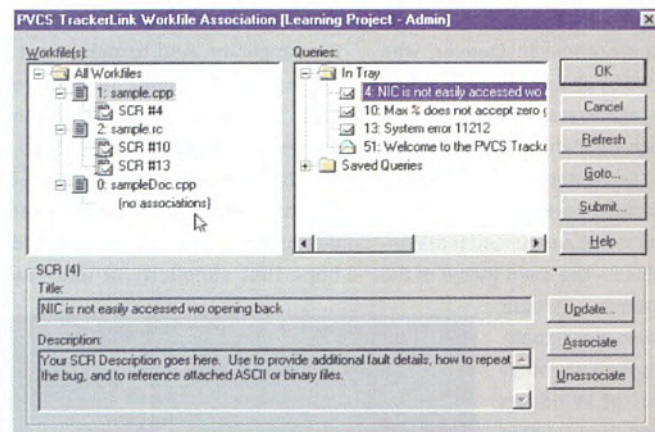 PVCS TrackerLink Workfile Association [Learning Project - Admin]
Workfile(s):
All Workfiles
1: sample.cpp
SCR #4
2: sample.rc
SCR #10
SCR #13
0: sampleDoc.cpp
(no associations)
Queries:
In Tray
4: NIC is not easily accessed wo
10: Max % does not accept zero
13: System error 11212
51: Welcome to the PVCS Tracke
Saved Queries
OK
Cancel
Refresh
Goto...
Submit...
Help
SCR (4)
Title:
NIC is not easily accessed wo opening back
Description:
Your SCR Description goes here. Use to provide additional fault details, how to repeat
the bug, and to reference attached ASCII or binary files.
Update...
Associate
Unassociate